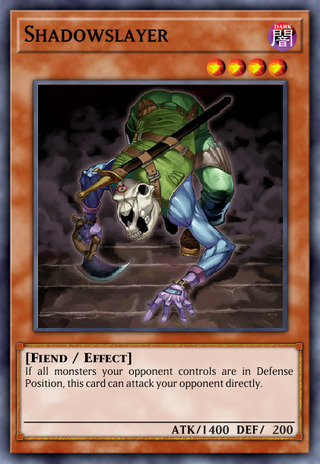 Shadowslayer
DARK
闇
[Fiend / Effect]
If all monsters your opponent controls are in Defense
Position, this card can attack your opponent directly.
ATK/1400 DEF/ 200